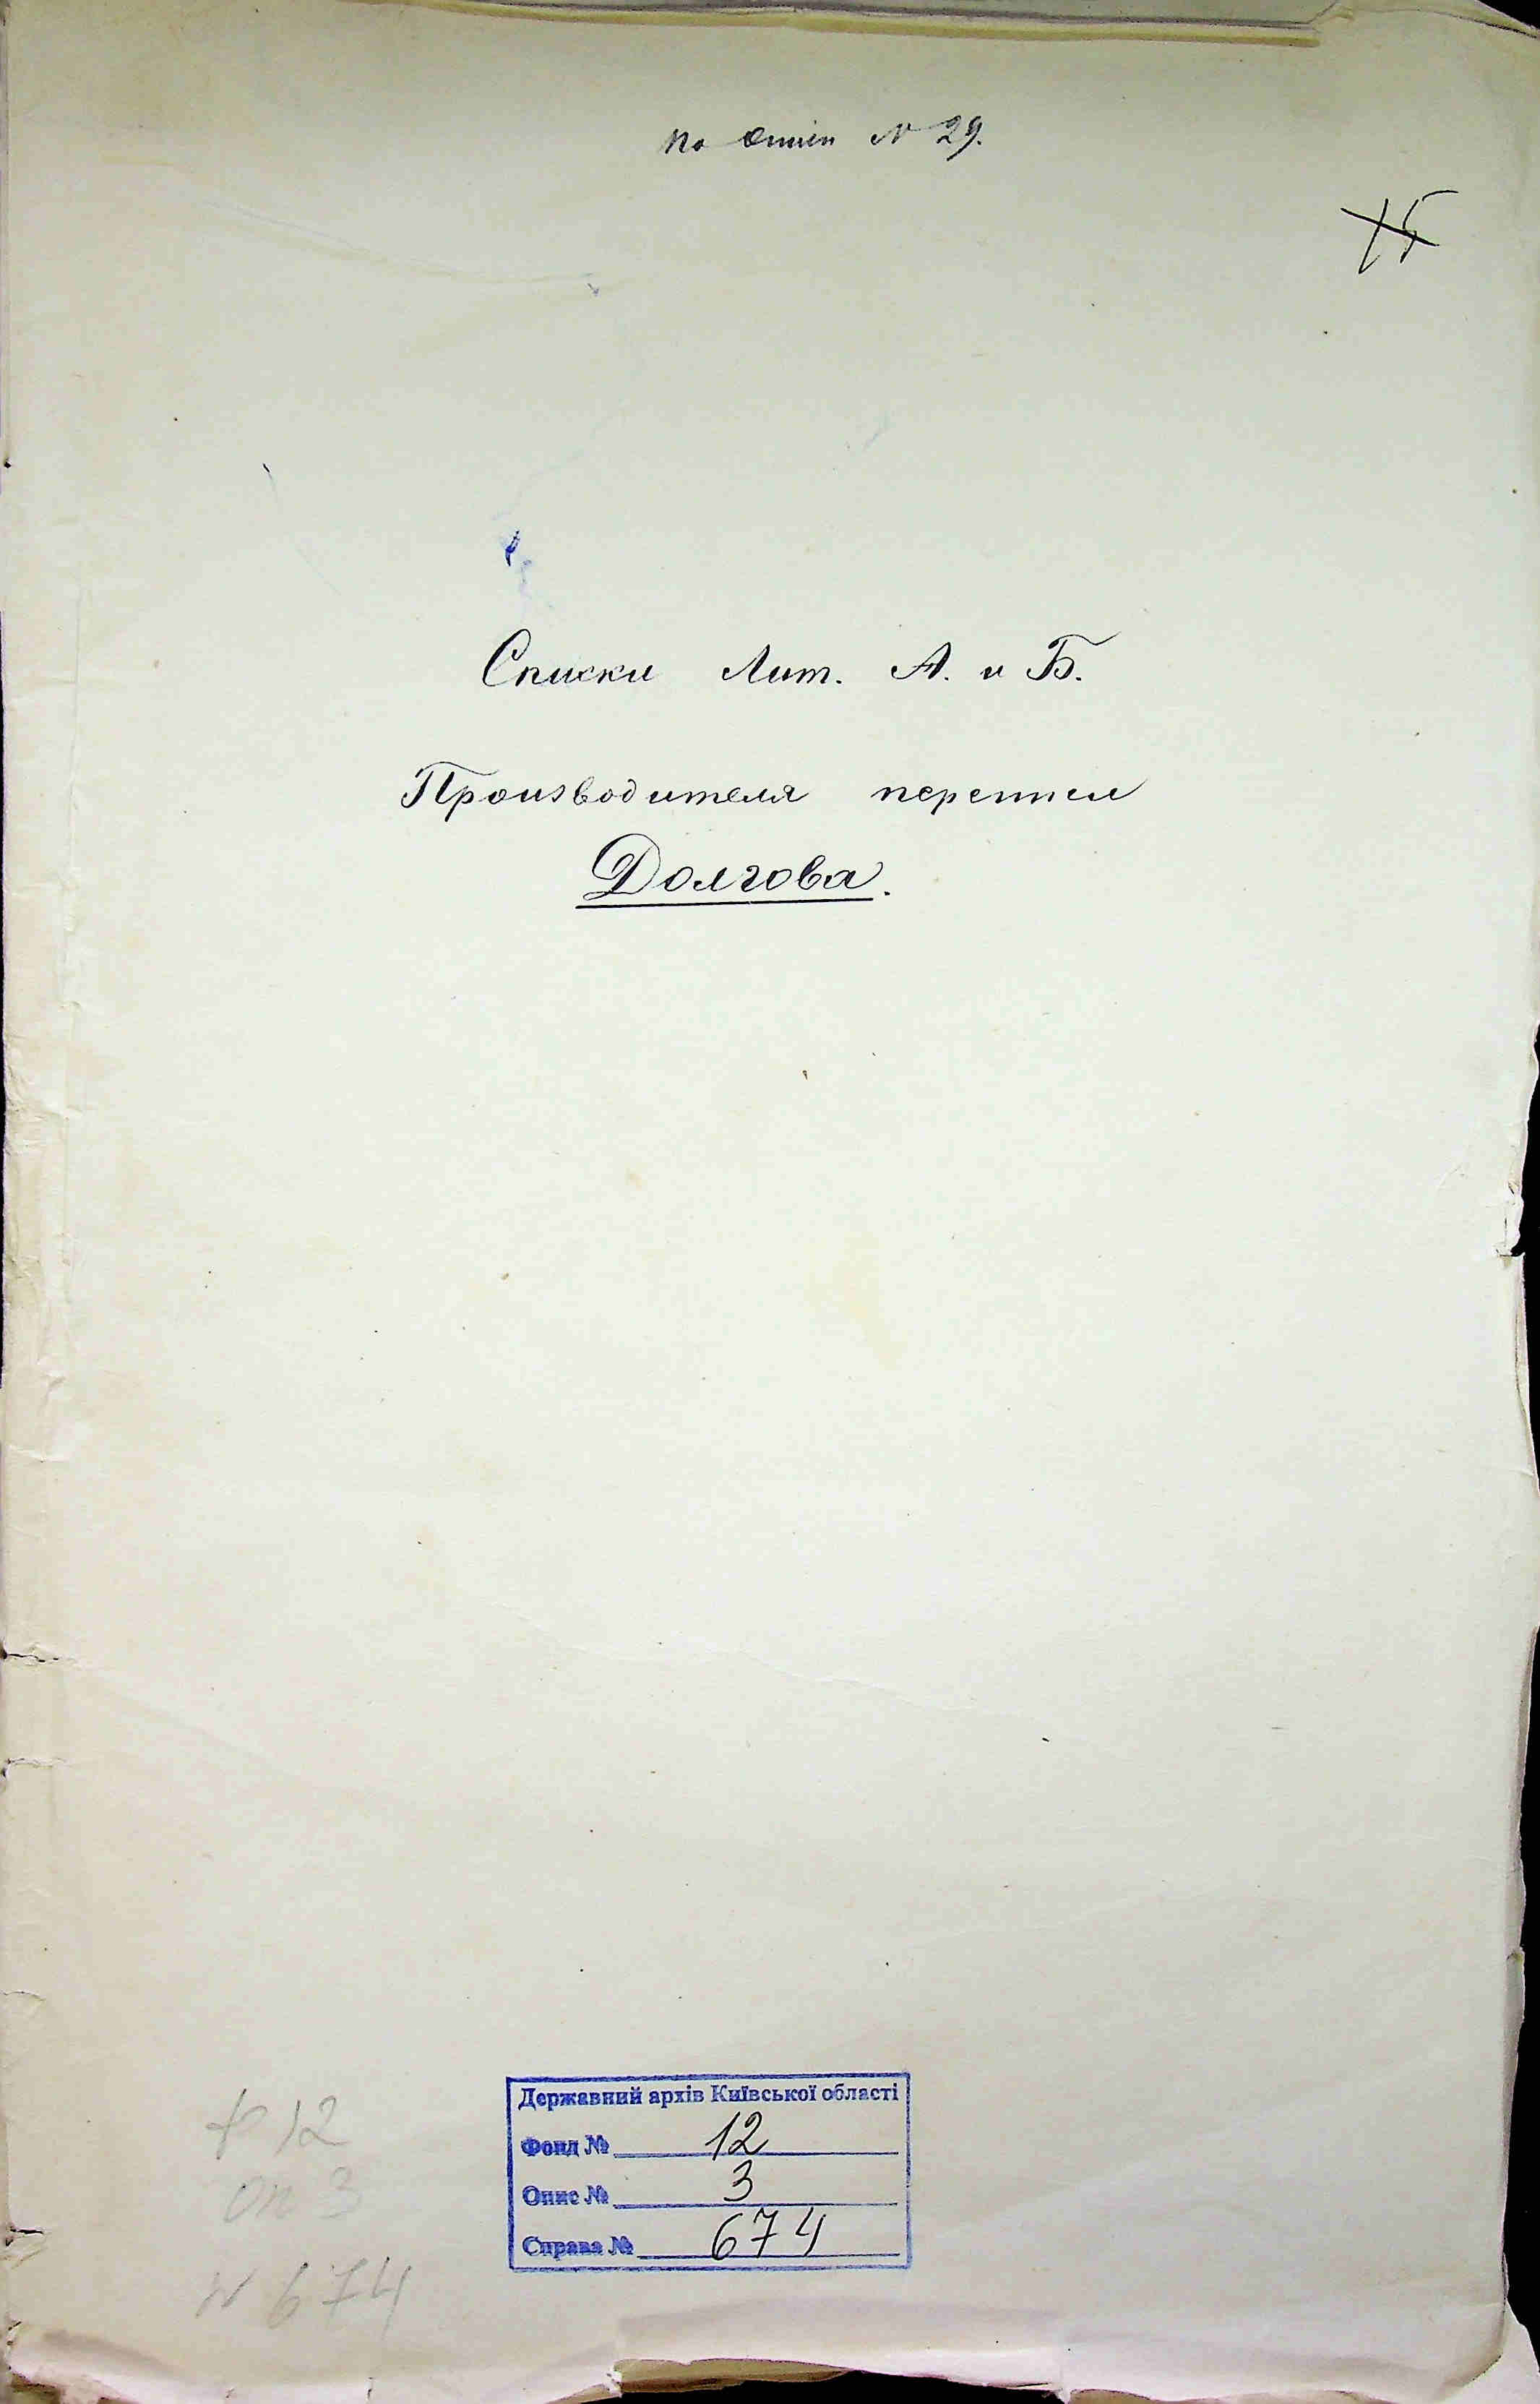 По описи № 29.
15
Списки Лит. А. и Б.
Производителя переписи
Долгова.
Державний архів Київської області
Фонд № 12
Опис № 3
Справа № 674
ф 12
оп 3
№ 674